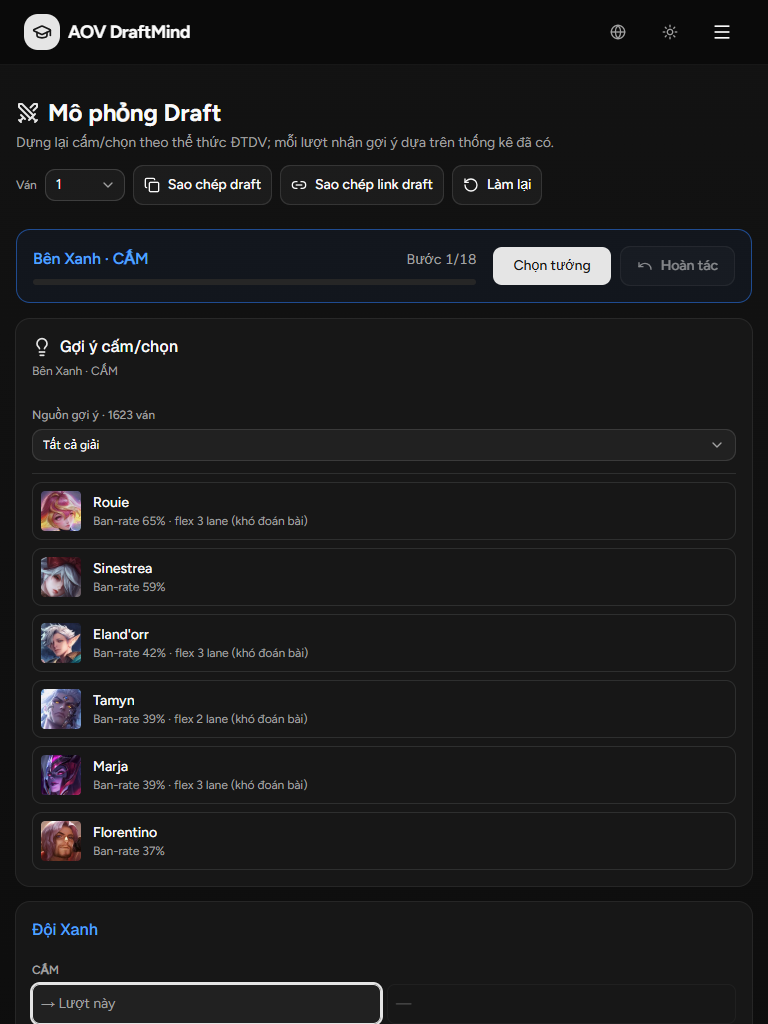 AOV DraftMind
Mô phỏng Draft
Dựng lại cấm/chọn theo thể thức ĐTDV; mỗi lượt nhận gợi ý dựa trên thống kê đã có.
Ván 1 Sao chép draft Sao chép link draft Làm lại
Bên Xanh · CẤM Bước 1/18 Chọn tướng Hoàn tác
Gợi ý cấm/chọn
Bên Xanh · CẤM
Nguồn gợi ý · 1623 ván
Tất cả giải
Rouie
Ban-rate 65% · flex 3 lane (khó đoán bài)
Sinestrea
Ban-rate 59%
Eland'orr
Ban-rate 42% · flex 3 lane (khó đoán bài)
Tamyn
Ban-rate 39% · flex 2 lane (khó đoán bài)
Marja
Ban-rate 39% · flex 3 lane (khó đoán bài)
Florentino
Ban-rate 37%
Đội Xanh
CẤM
→ Lượt này —